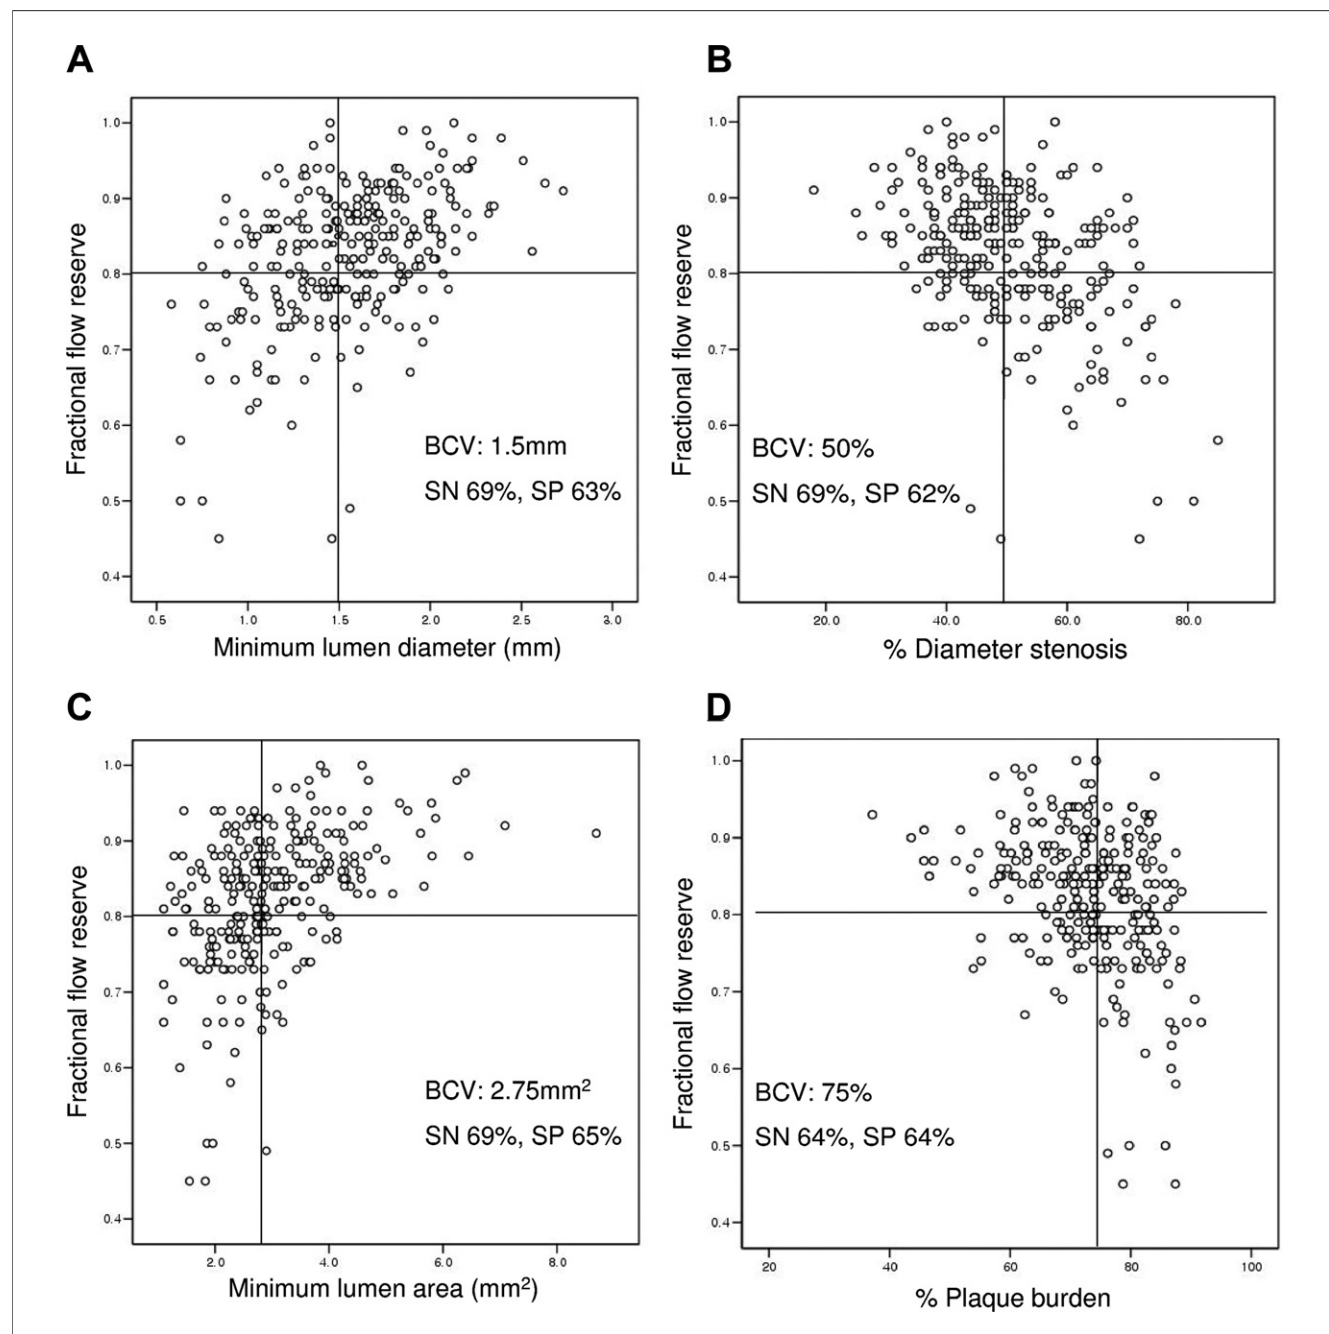 A
Fractional flow reserve
1.0
0.9
0.8
0.7
0.6
0.5
0.4
BCV: 1.5mm
SN 69%, SP 63%
0.5 1.0 1.5 2.0 2.5 3.0
Minimum lumen diameter (mm)
B
Fractional flow reserve
1.0
0.9
0.8
0.7
0.6
0.5
0.4
BCV: 50%
SN 69%, SP 62%
20.0 40.0 60.0 80.0
% Diameter stenosis
C
Fractional flow reserve
1.0
0.9
0.8
0.7
0.6
0.5
0.4
BCV: 2.75mm²
SN 69%, SP 65%
2.0 4.0 6.0 8.0
Minimum lumen area (mm²)
D
Fractional flow reserve
1.0
0.9
0.8
0.7
0.6
0.5
0.4
BCV: 75%
SN 64%, SP 64%
20 40 60 80 100
% Plaque burden